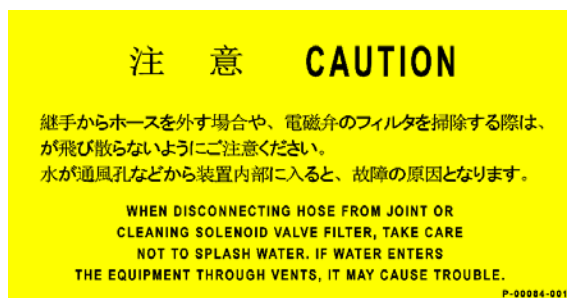 注 意 CAUTION
継手からホースを外す場合や、電磁弁のフィルタを掃除する際は、
が飛び散らないようにご注意ください。
水が通風孔などから装置内部に入ると、故障の原因となります。
WHEN DISCONNECTING HOSE FROM JOINT OR
CLEANING SOLENOID VALVE FILTER, TAKE CARE
NOT TO SPLASH WATER. IF WATER ENTERS
THE EQUIPMENT THROUGH VENTS, IT MAY CAUSE TROUBLE.
P-00084-001